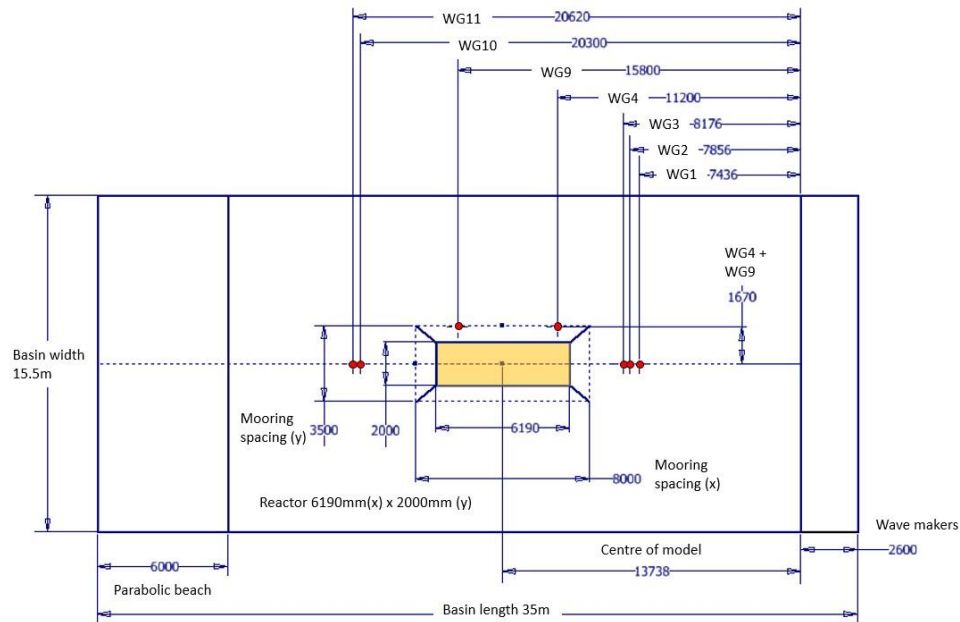 WG11 20620
WG10 20300
WG9 15800
WG4 11200
WG3 8176
WG2 7856
WG1 7436
WG4 +
WG9
1670
Basin width
15.5m
Mooring
spacing (y)
3500
2000
6190
8000
Mooring
spacing (x)
Reactor 6190mm(x) x 2000mm (y)
Wave makers
2600
Centre of model
13738
6000
Parabolic beach
Basin length 35m